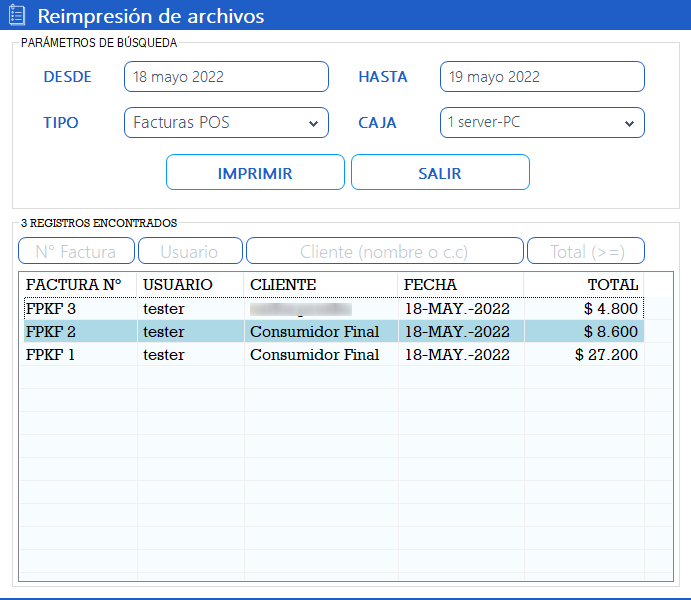 Reimpresión de archivos
PARÁMETROS DE BÚSQUEDA
DESDE 18 mayo 2022 HASTA 19 mayo 2022
TIPO Facturas POS CAJA 1 server-PC
IMPRIMIR SALIR
3 REGISTROS ENCONTRADOS
N° Factura Usuario Cliente (nombre o c.c) Total (>=)
FACTURA N° USUARIO CLIENTE FECHA TOTAL
FPKF 3 tester 18-MAY.-2022 $ 4.800
FPKF 2 tester Consumidor Final 18-MAY.-2022 $ 8.600
FPKF 1 tester Consumidor Final 18-MAY.-2022 $ 27.200